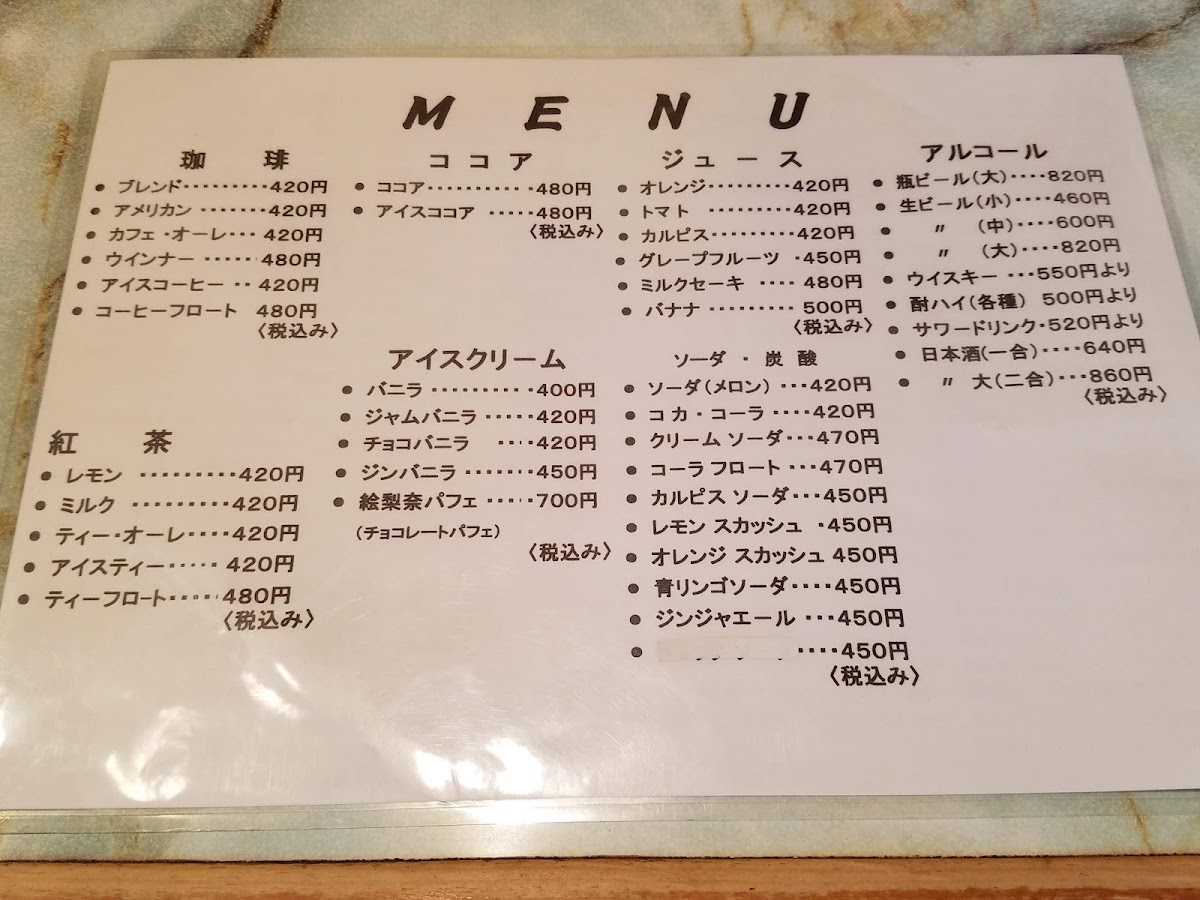 MENU
珈琲
・ブレンド・・・・・・・・・420円
・アメリカン・・・・・・・420円
・カフェ・オーレ・・・420円
・ウインナー・・・・・・480円
・アイスコーヒー・・420円
・コーヒーフロート 480円
〈税込み〉
紅茶
・レモン・・・・・・・・・420円
・ミルク・・・・・・・・・420円
・ティー・オーレ・・・・420円
・アイスティー・・・・・420円
・ティーフロート・・・・・480円
〈税込み〉
ココア
・ココア・・・・・・・・・・480円
・アイスココア・・・・・480円
〈税込み〉
アイスクリーム
・バニラ・・・・・・・・・・400円
・ジャムバニラ・・・・・420円
・チョコバニラ・・・・420円
・ジンバニラ・・・・・・・450円
・絵梨奈パフェ・・・・・700円
(チョコレートパフェ)
〈税込み〉
ジュース
・オレンジ・・・・・・・・・420円
・トマト・・・・・・・・・420円
・カルピス・・・・・・・・・420円
・グレープフルーツ・450円
・ミルクセーキ・・・・480円
・バナナ・・・・・・・・・500円
〈税込み〉
ソーダ・炭酸
・ソーダ(メロン)・・・420円
・コカ・コーラ・・・・420円
・クリームソーダ・・・470円
・コーラフロート・・・470円
・カルピスソーダ・・・450円
・レモンスカッシュ・450円
・オレンジスカッシュ 450円
・青リンゴソーダ・・・・450円
・ジンジャエール・・・450円
・・・・・450円
〈税込み〉
アルコール
・瓶ビール(大)・・・・820円
・生ビール(小)・・・・460円
・〃(中)・・・・600円
・〃(大)・・・・820円
・ウイスキー・・・550円より
・酎ハイ(各種) 500円より
・サワードリンク・520円より
・日本酒(一合)・・・・640円
・〃 大(二合)・・・860円
〈税込み〉